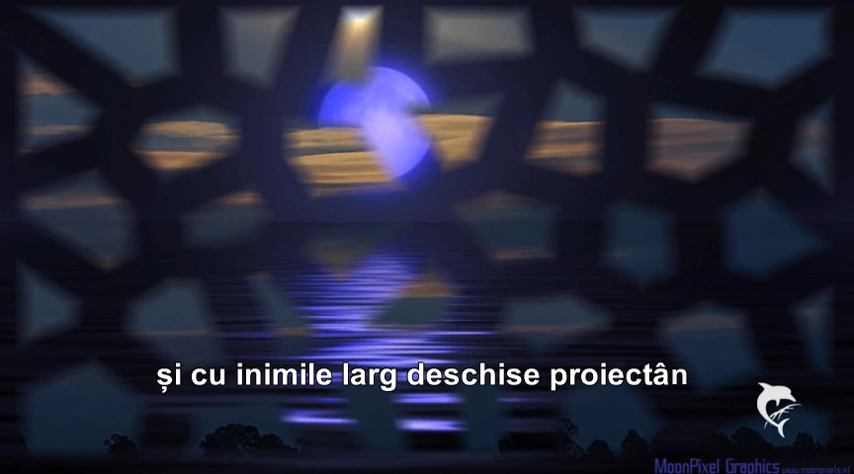 și cu inimile larg deschise proiectân
MoonPixel Graphics